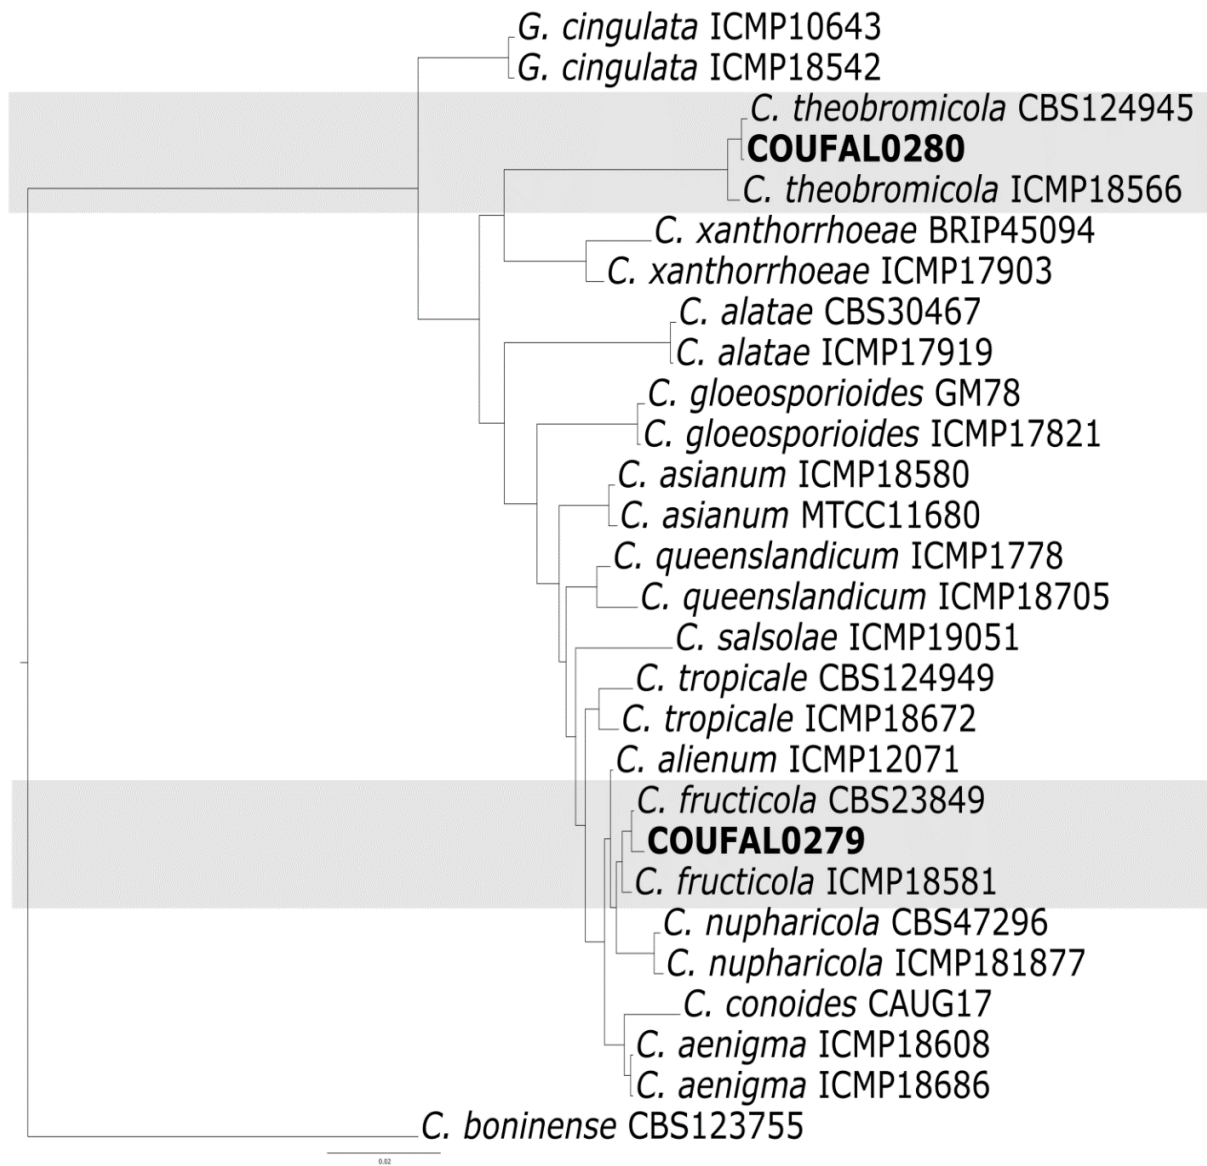 G. cingulata ICMP10643
G. cingulata ICMP18542
C. theobromicola CBS124945
COUFAL0280
C. theobromicola ICMP18566
C. xanthorrhoeae BRIP45094
C. xanthorrhoeae ICMP17903
C. alatae CBS30467
C. alatae ICMP17919
C. gloeosporioides GM78
C. gloeosporioides ICMP17821
C. asianum ICMP18580
C. asianum MTCC11680
C. queenslandicum ICMP1778
C. queenslandicum ICMP18705
C. salsolae ICMP19051
C. tropicale CBS124949
C. tropicale ICMP18672
C. alienum ICMP12071
C. fructicola CBS23849
COUFAL0279
C. fructicola ICMP18581
C. nupharicola CBS47296
C. nupharicola ICMP181877
C. conoides CAUG17
C. aenigma ICMP18608
C. aenigma ICMP18686
C. boninense CBS123755
0.02